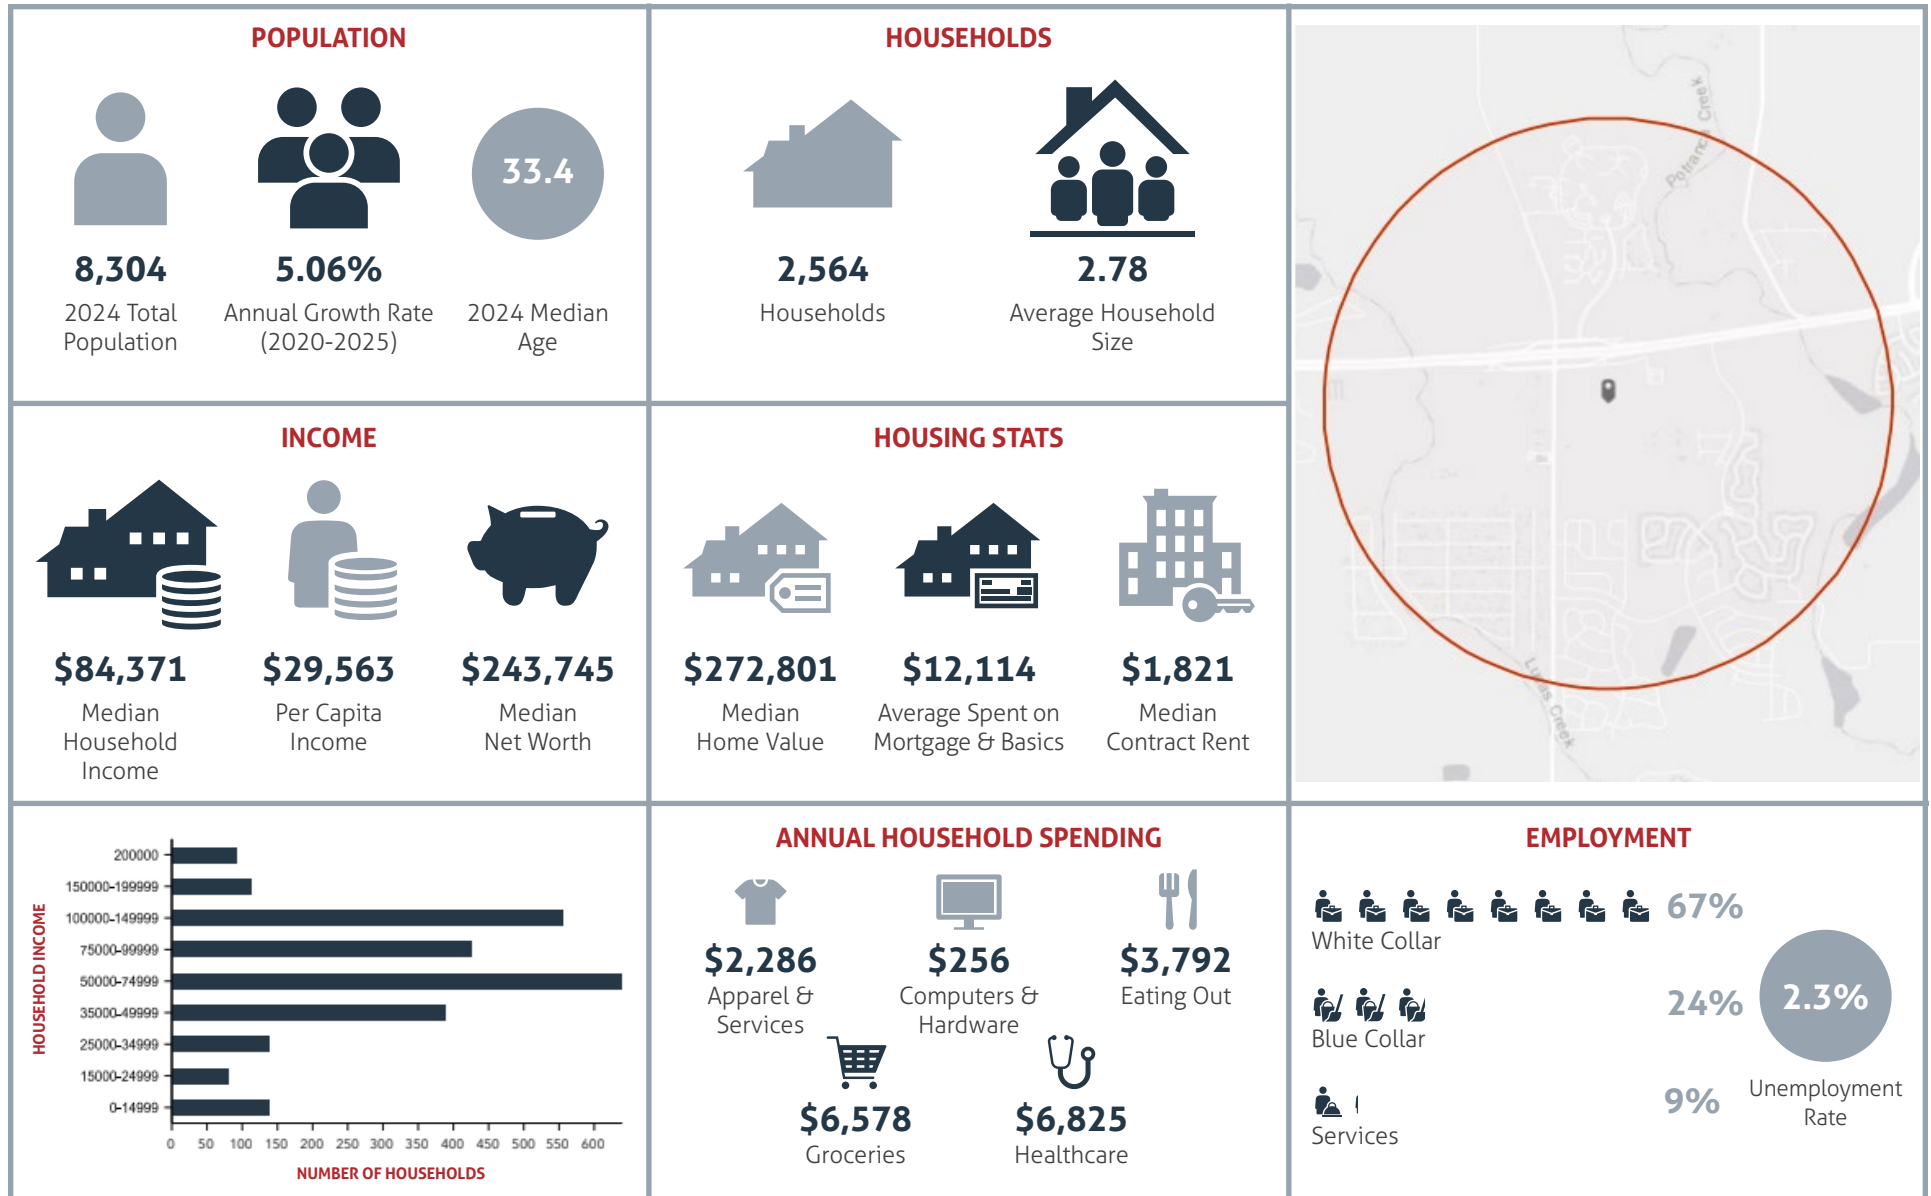 POPULATION
33.4
8,304
2024 Total
Population
5.06%
Annual Growth Rate
(2020-2025)
2024 Median
Age
HOUSEHOLDS
2,564
Households
2.78
Average Household
Size
Potranco Creek
Lucas Creek
INCOME
$84,371
Median
Household
Income
$29,563
Per Capita
Income
$243,745
Median
Net Worth
HOUSING STATS
$272,801
Median
Home Value
$12,114
Average Spent on
Mortgage & Basics
$1,821
Median
Contract Rent
HOUSEHOLD INCOME
200000
150000-199999
100000-149999
75000-99999
50000-74999
35000-49999
25000-34999
15000-24999
0-14999
0 50 100 150 200 250 300 350 400 450 500 550 600
NUMBER OF HOUSEHOLDS
ANNUAL HOUSEHOLD SPENDING
$2,286
Apparel &
Services
$256
Computers &
Hardware
$3,792
Eating Out
$6,578
Groceries
$6,825
Healthcare
EMPLOYMENT
67%
White Collar
24%
Blue Collar
9%
Services
2.3%
Unemployment
Rate